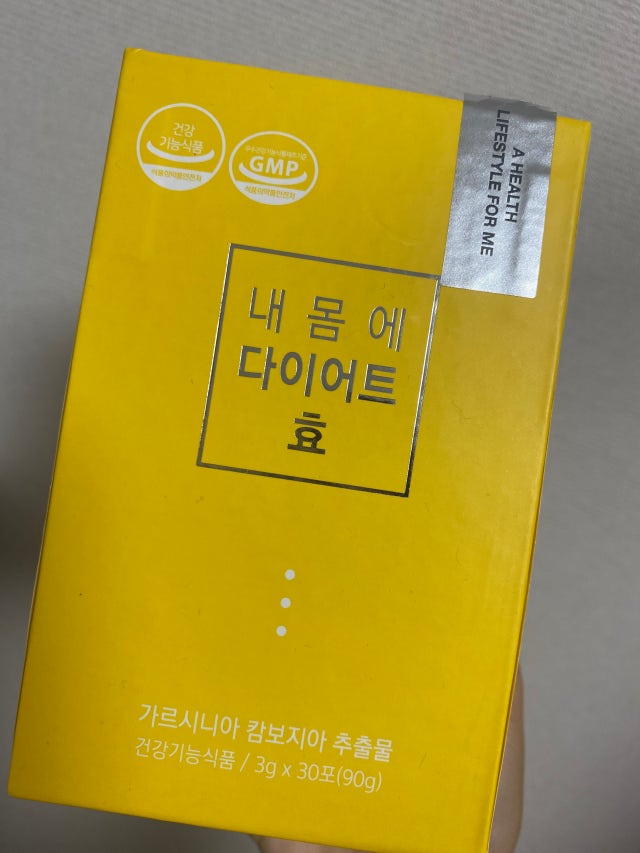 건강
기능식품
식품의약품안전처
우수건강기능식품제조기준
GMP
식품의약품안전처
A HEALTH
LIFESTYLE FOR ME
내 몸 에
다이어트
효
가르시니아 캄보지아 추출물
건강기능식품 / 3g x 30포(90g)